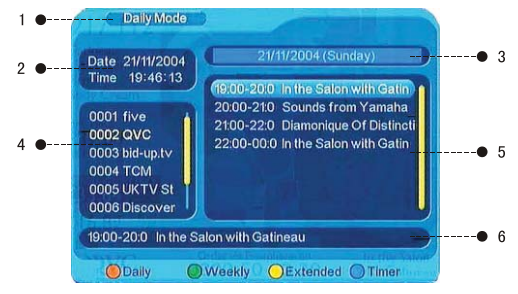 1 Daily Mode
2
Date 21/11/2004
Time 19:46:13
21/11/2004 (Sunday) 3
19:00-20:0 In the Salon with Gatin
20:00-21:0 Sounds from Yamaha
21:00-22:0 Diamonique Of Distincti
22:00-00:0 In the Salon with Gatin
4
0001 five
0002 QVC
0003 bid-up.tv
0004 TCM
0005 UKTV St
0006 Discover
5
19:00-20:0 In the Salon with Gatineau 6
Daily Weekly Extended Timer